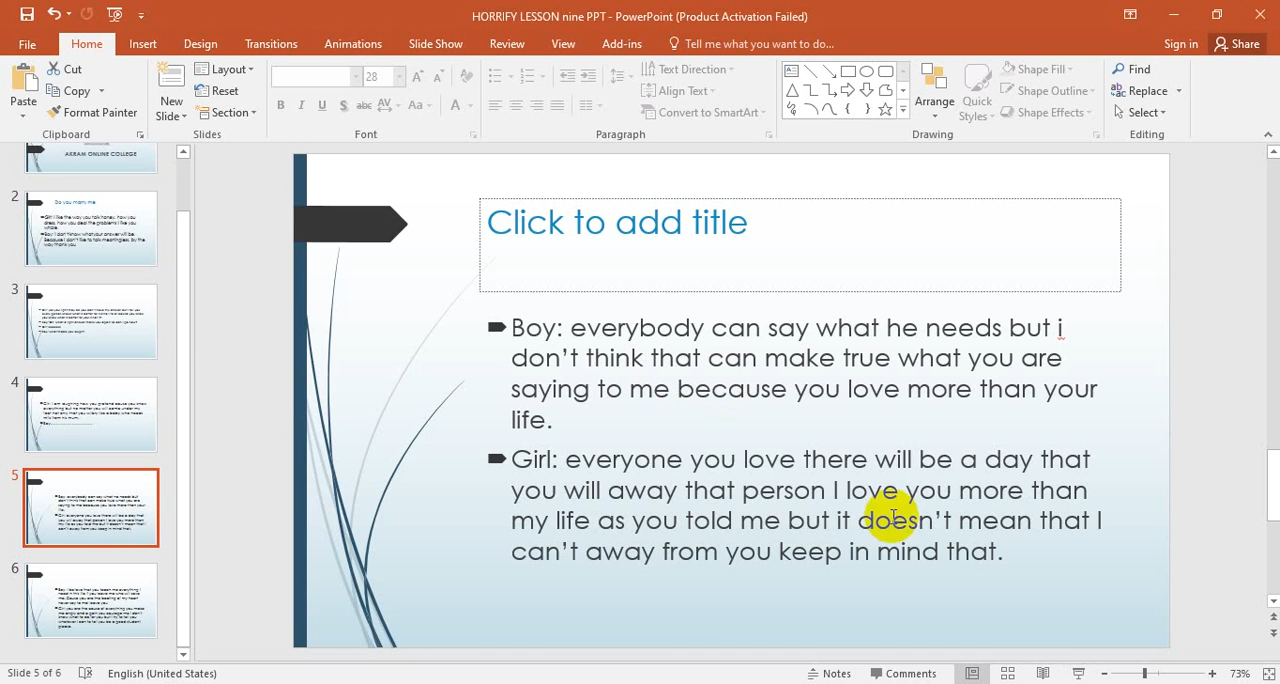 HORRIFY LESSON nine PPT - PowerPoint (Product Activation Failed)
File Home Insert Design Transitions Animations Slide Show Review View Add-ins Tell me what you want to do... Sign in Share
Paste Cut Copy Format Painter Clipboard
New Slide Layout Reset Section Slides
28 B I U S abc AV Aa A Font
Text Direction Align Text Convert to SmartArt Paragraph
Arrange Quick Styles Shape Fill Shape Outline Shape Effects Drawing
Find Replace Select Editing
AKRAM ONLINE COLLEGE
2
Do you marry me
3
4
5
6
Click to add title
Boy: everybody can say what he needs but i
don’t think that can make true what you are
saying to me because you love more than your
life.
Girl: everyone you love there will be a day that
you will away that person I love you more than
my life as you told me but it doesn’t mean that I
can’t away from you keep in mind that.
Slide 5 of 6 English (United States) Notes Comments 73%